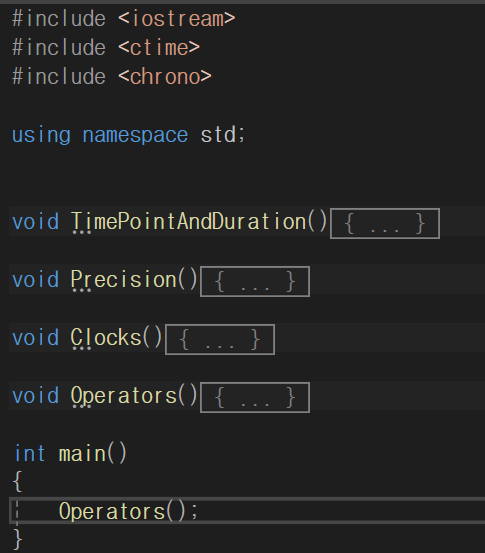 #include <iostream>
#include <ctime>
#include <chrono>
using namespace std;
void TimePointAndDuration(){ ... }
void Precision(){ ... }
void Clocks(){ ... }
void Operators(){ ... }
int main()
{
Operators();
}